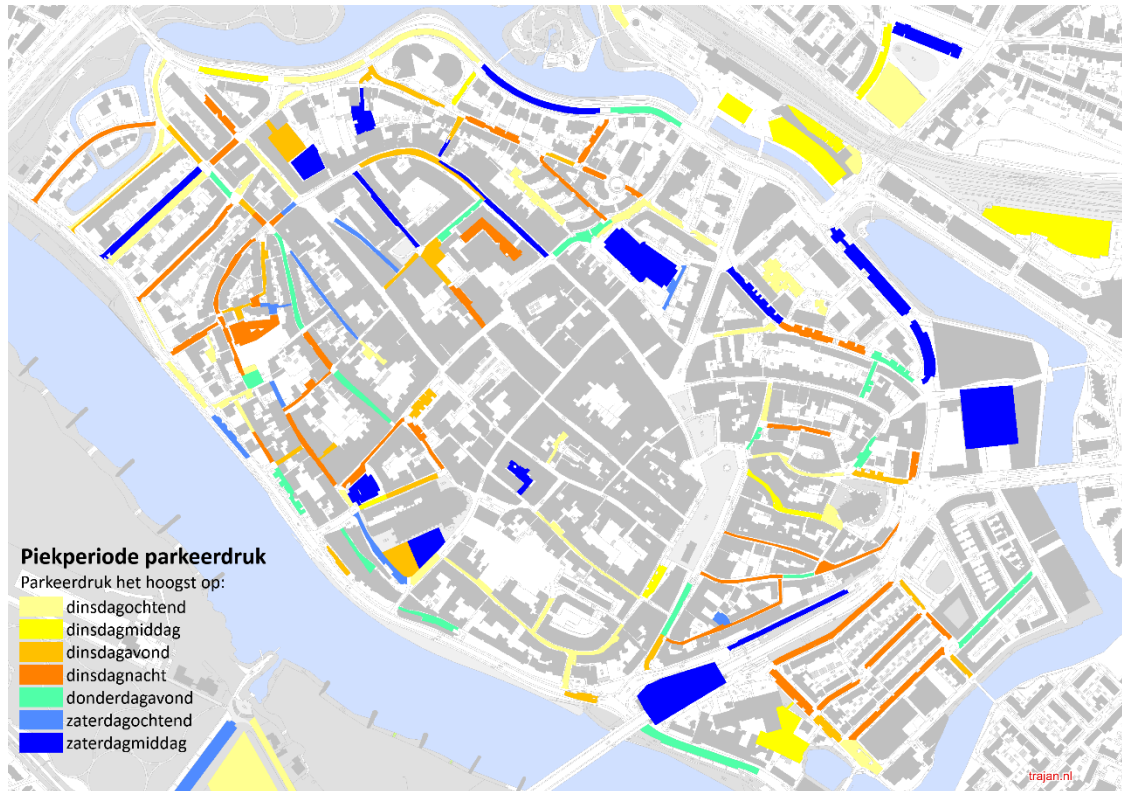 Piekperiode parkeerdruk
Parkeerdruk het hoogst op:
dinsdagochtend
dinsdagmiddag
dinsdagavond
dinsdagnacht
donderdagavond
zaterdagochtend
zaterdagmiddag
trajan.nl